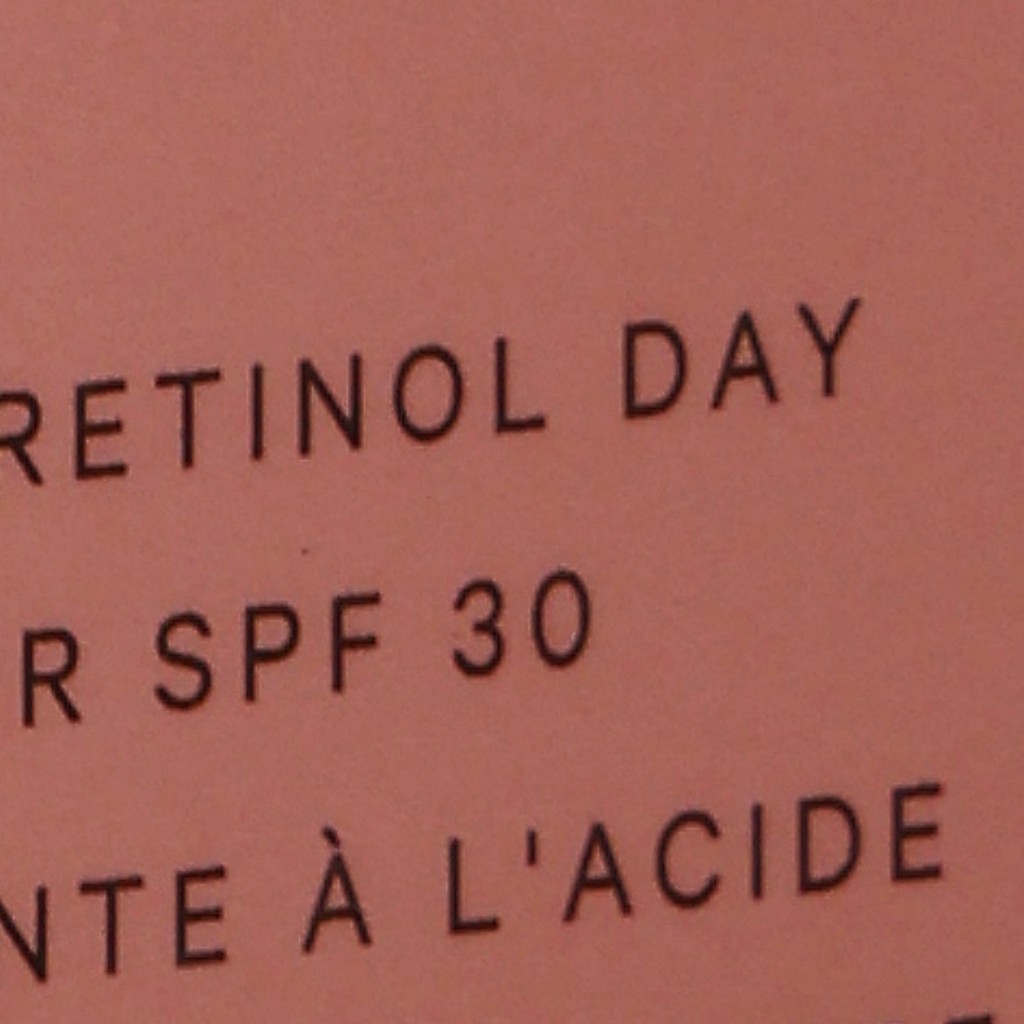 RETINOL DAY
R SPF 30
NTE À L'ACIDE